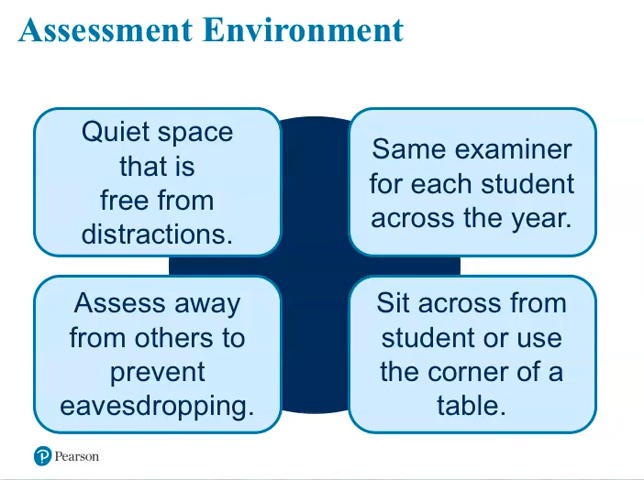 Assessment Environment
Quiet space
that is
free from
distractions.
Same examiner
for each student
across the year.
Assess away
from others to
prevent
eavesdropping.
Sit across from
student or use
the corner of a
table.
Pearson